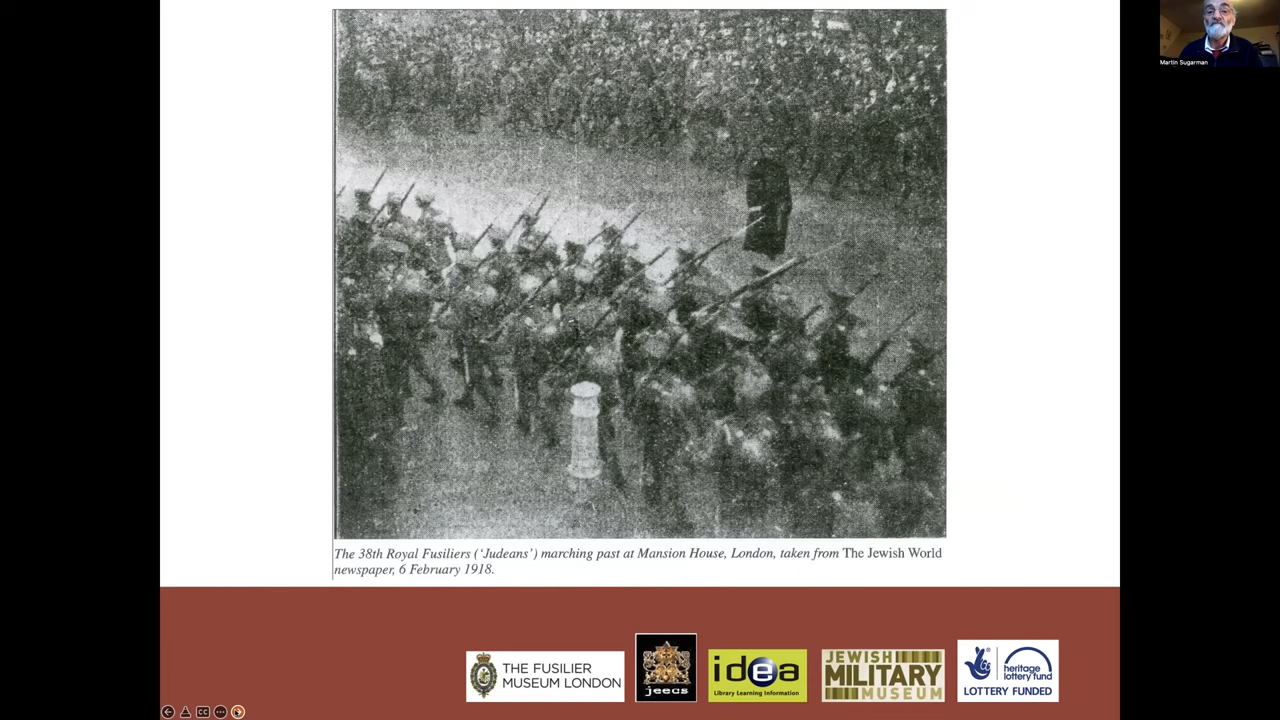 Martin Sugarman
The 38th Royal Fusiliers ('Judeans') marching past at Mansion House, London, taken from The Jewish World
newspaper, 6 February 1918.
THE FUSILIER
MUSEUM LONDON
jeecs
idea
Library Learning Information
JEWISH
MILITARY
MUSEUM
heritage
lottery fund
LOTTERY FUNDED
CC